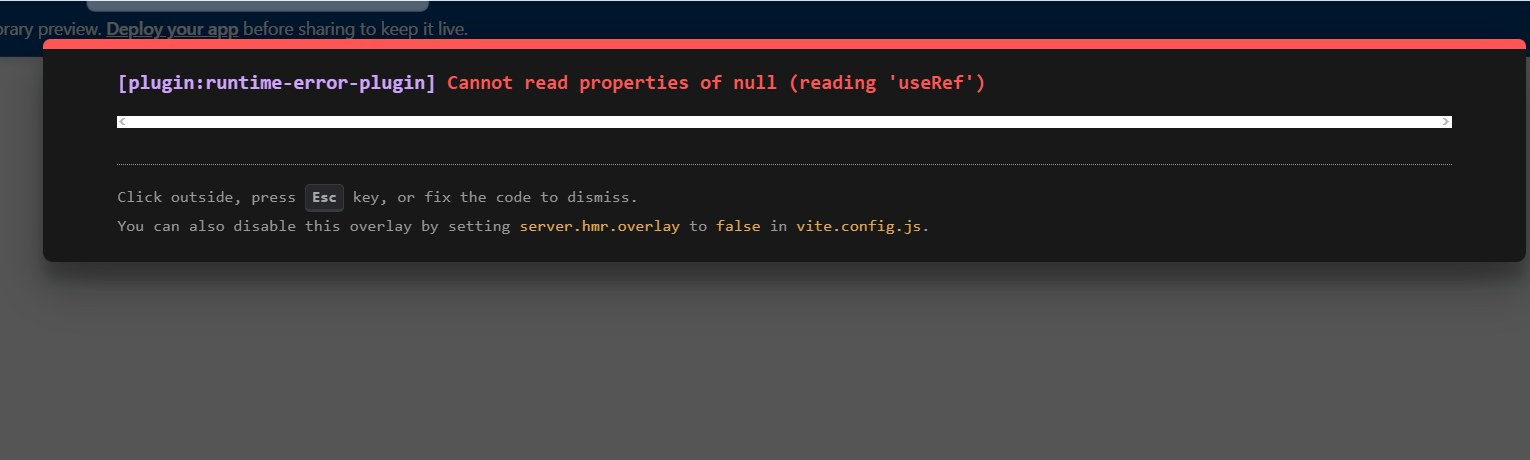 preview. Deploy your app before sharing to keep it live.
[plugin:runtime-error-plugin] Cannot read properties of null (reading 'useRef')
Click outside, press Esc key, or fix the code to dismiss.
You can also disable this overlay by setting server.hmr.overlay to false in vite.config.js.